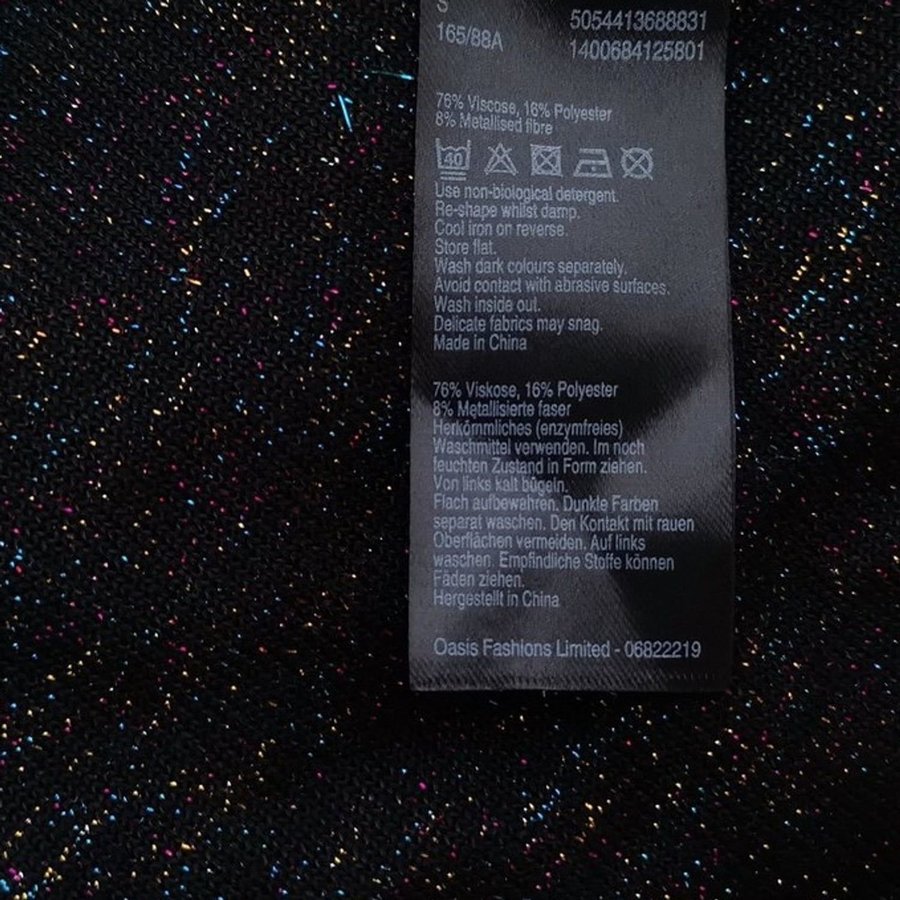 S
5054413688831
165/88A
1400684125801
76% Viscose, 16% Polyester
8% Metallised fibre
40
Use non-biological detergent.
Re-shape whilst damp.
Cool iron on reverse.
Store flat.
Wash dark colours separately.
Avoid contact with abrasive surfaces.
Wash inside out.
Delicate fabrics may snag.
Made in China
76% Viskose, 16% Polyester
8% Metallisierte faser
Herkömmliches (enzymfreies)
Waschmittel verwenden. Im noch
feuchten Zustand in Form ziehen.
Von links kalt bügeln.
Flach aufbewahren. Dunkle Farben
separat waschen. Den Kontakt mit rauen
Oberflächen vermeiden. Auf links
waschen. Empfindliche Stoffe können
Fäden ziehen.
Hergestellt in China
Oasis Fashions Limited - 06822219